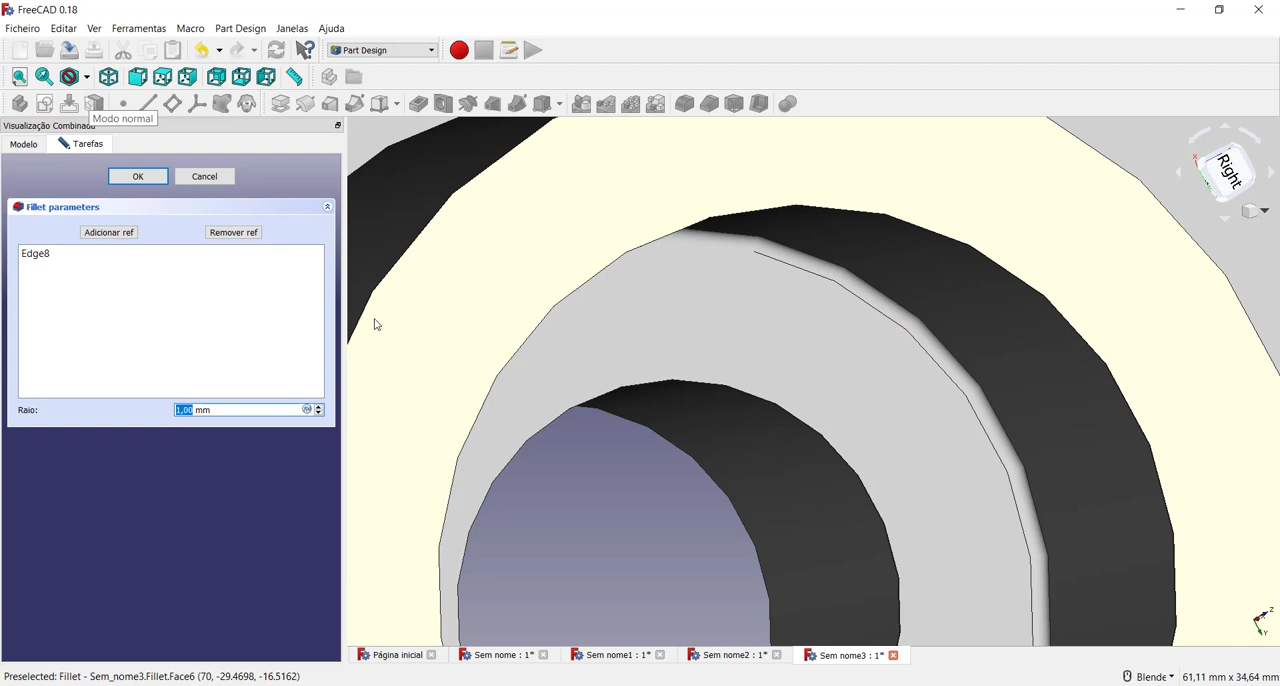 FreeCAD 0.18
Ficheiro Editar Ver Ferramentas Macro Part Design Janelas Ajuda
Part Design
Modo normal
Visualização Combinada
Modelo Tarefas
OK Cancel
Fillet parameters
Adicionar ref Remover ref
Edge8
Raio: 1,00 mm
Right
X
Z
Y
Página inicial Sem nome : 1* Sem nome1 : 1* Sem nome2 : 1* Sem nome3 : 1*
Preselected: Fillet - Sem_nome3.Fillet.Face6 (70, -29.4698, -16.5162) Blende 61,11 mm x 34,64 mm